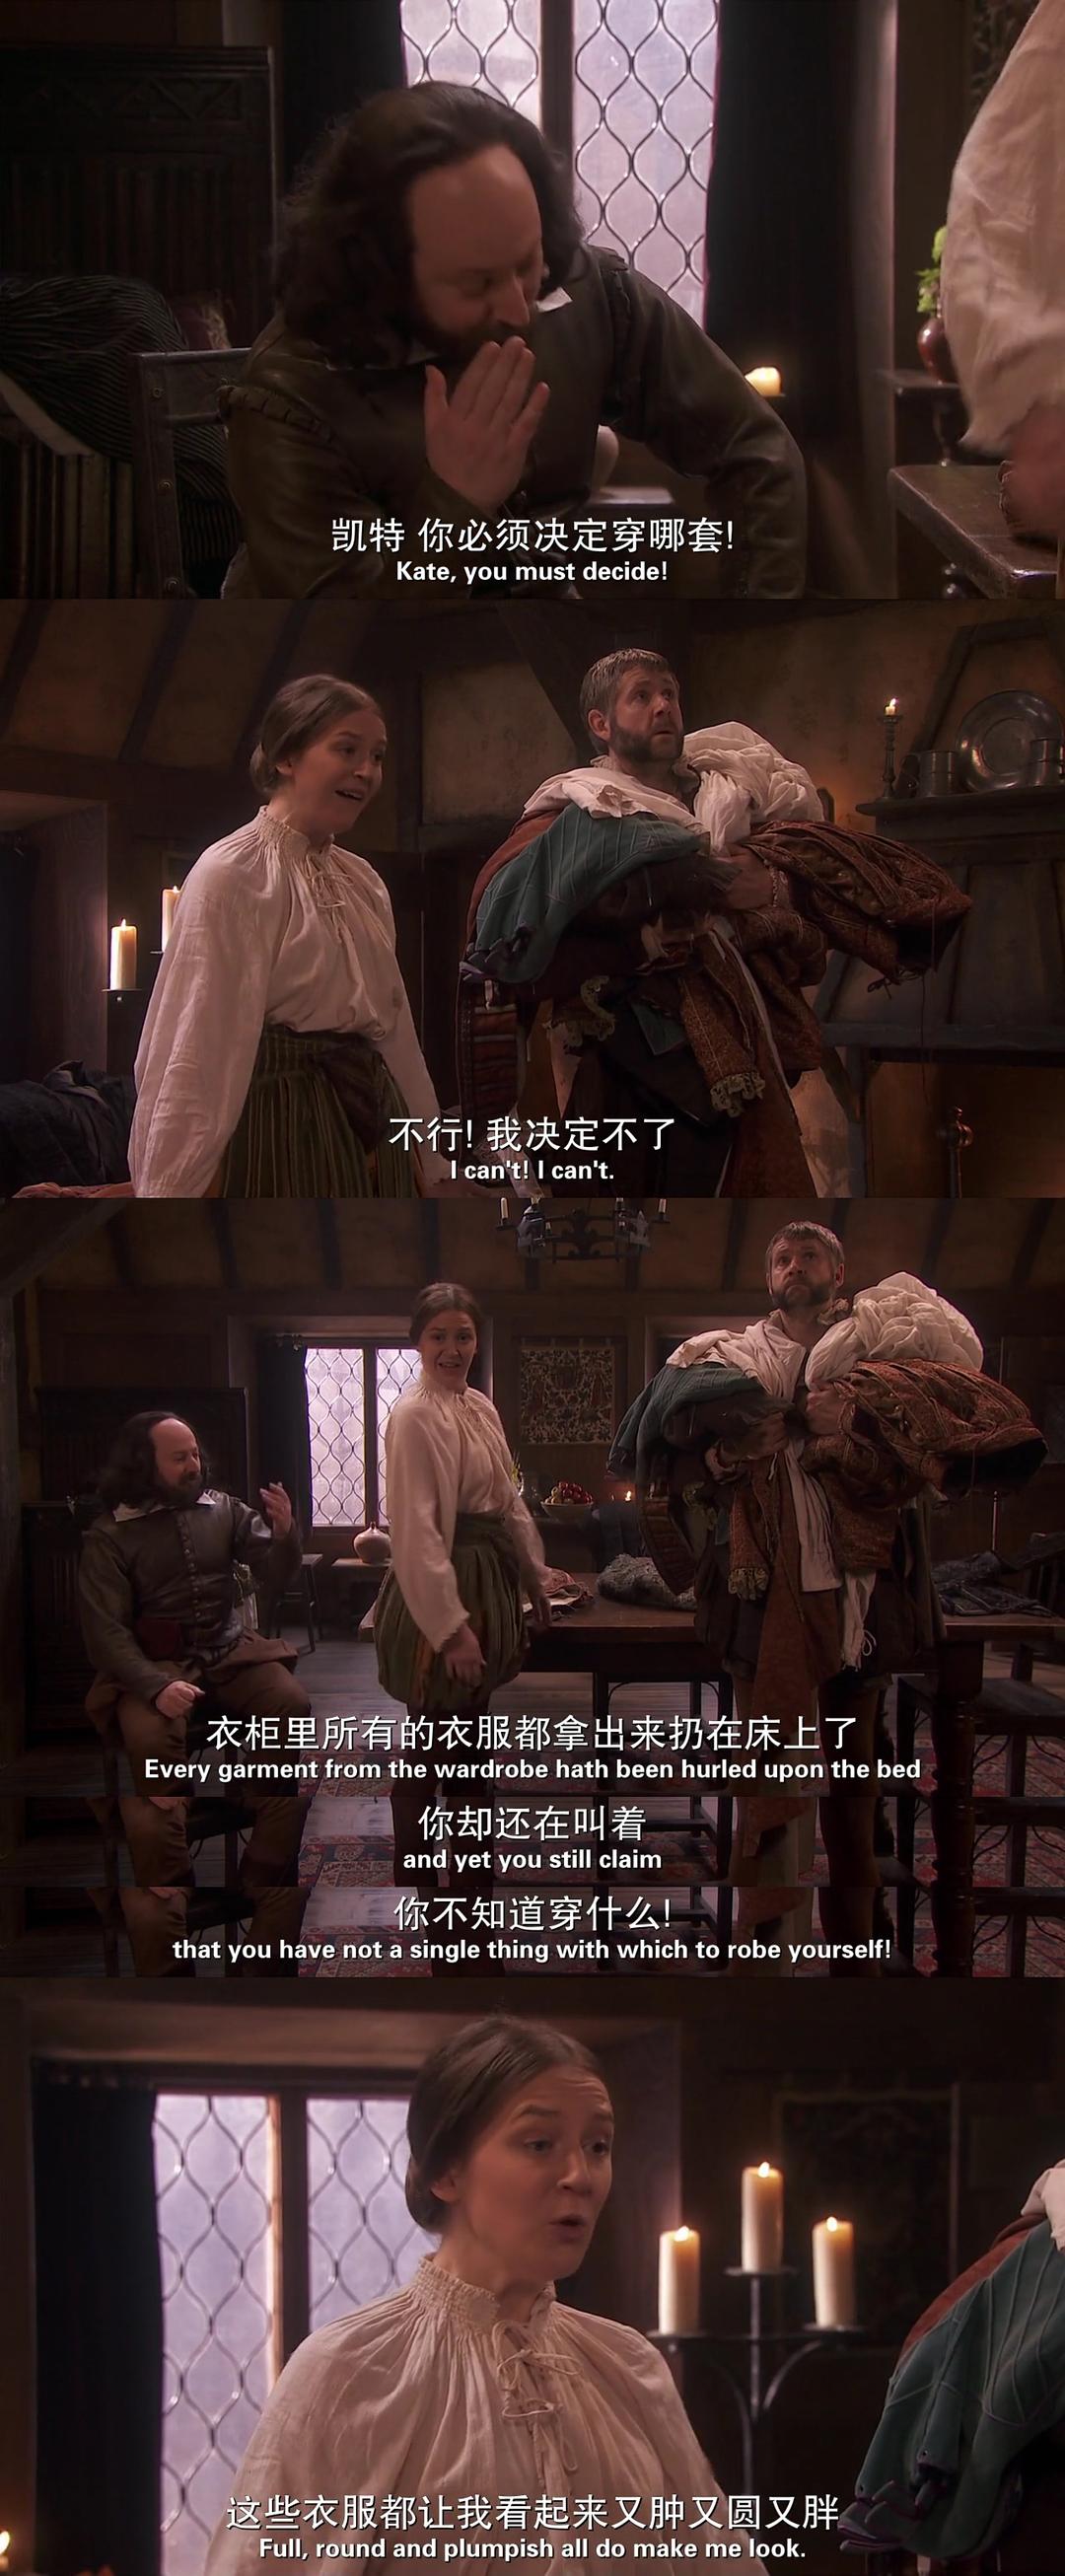 凯特 你必须决定穿哪套!
Kate, you must decide!
不行! 我决定不了
I can't! I can't.
衣柜里所有的衣服都拿出来扔在床上了
Every garment from the wardrobe hath been hurled upon the bed
你却还在叫着
and yet you still claim
你不知道穿什么!
that you have not a single thing with which to robe yourself!
这些衣服都让我看起来又肿又圆又胖
Full, round and plumpish all do make me look.